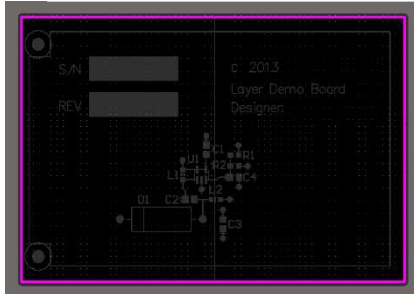 S/N
REV
c 2013
Layer Demo Board
Designer:
C1
U1
R1
R2
L1
C4
L2
C2
D1
C3